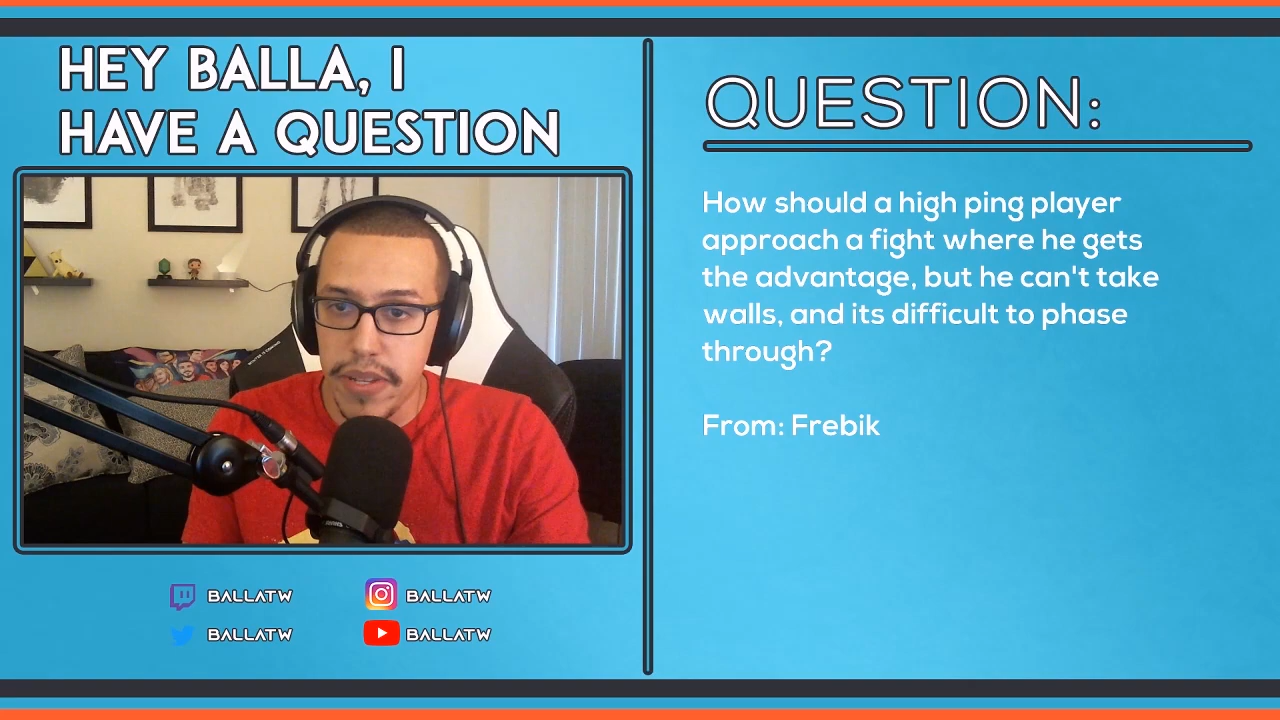 HEY BALLA, I
HAVE A QUESTION
QUESTION:
How should a high ping player
approach a fight where he gets
the advantage, but he can't take
walls, and its difficult to phase
through?
From: Frebik
BALLATW
BALLATW
BALLATW
BALLATW